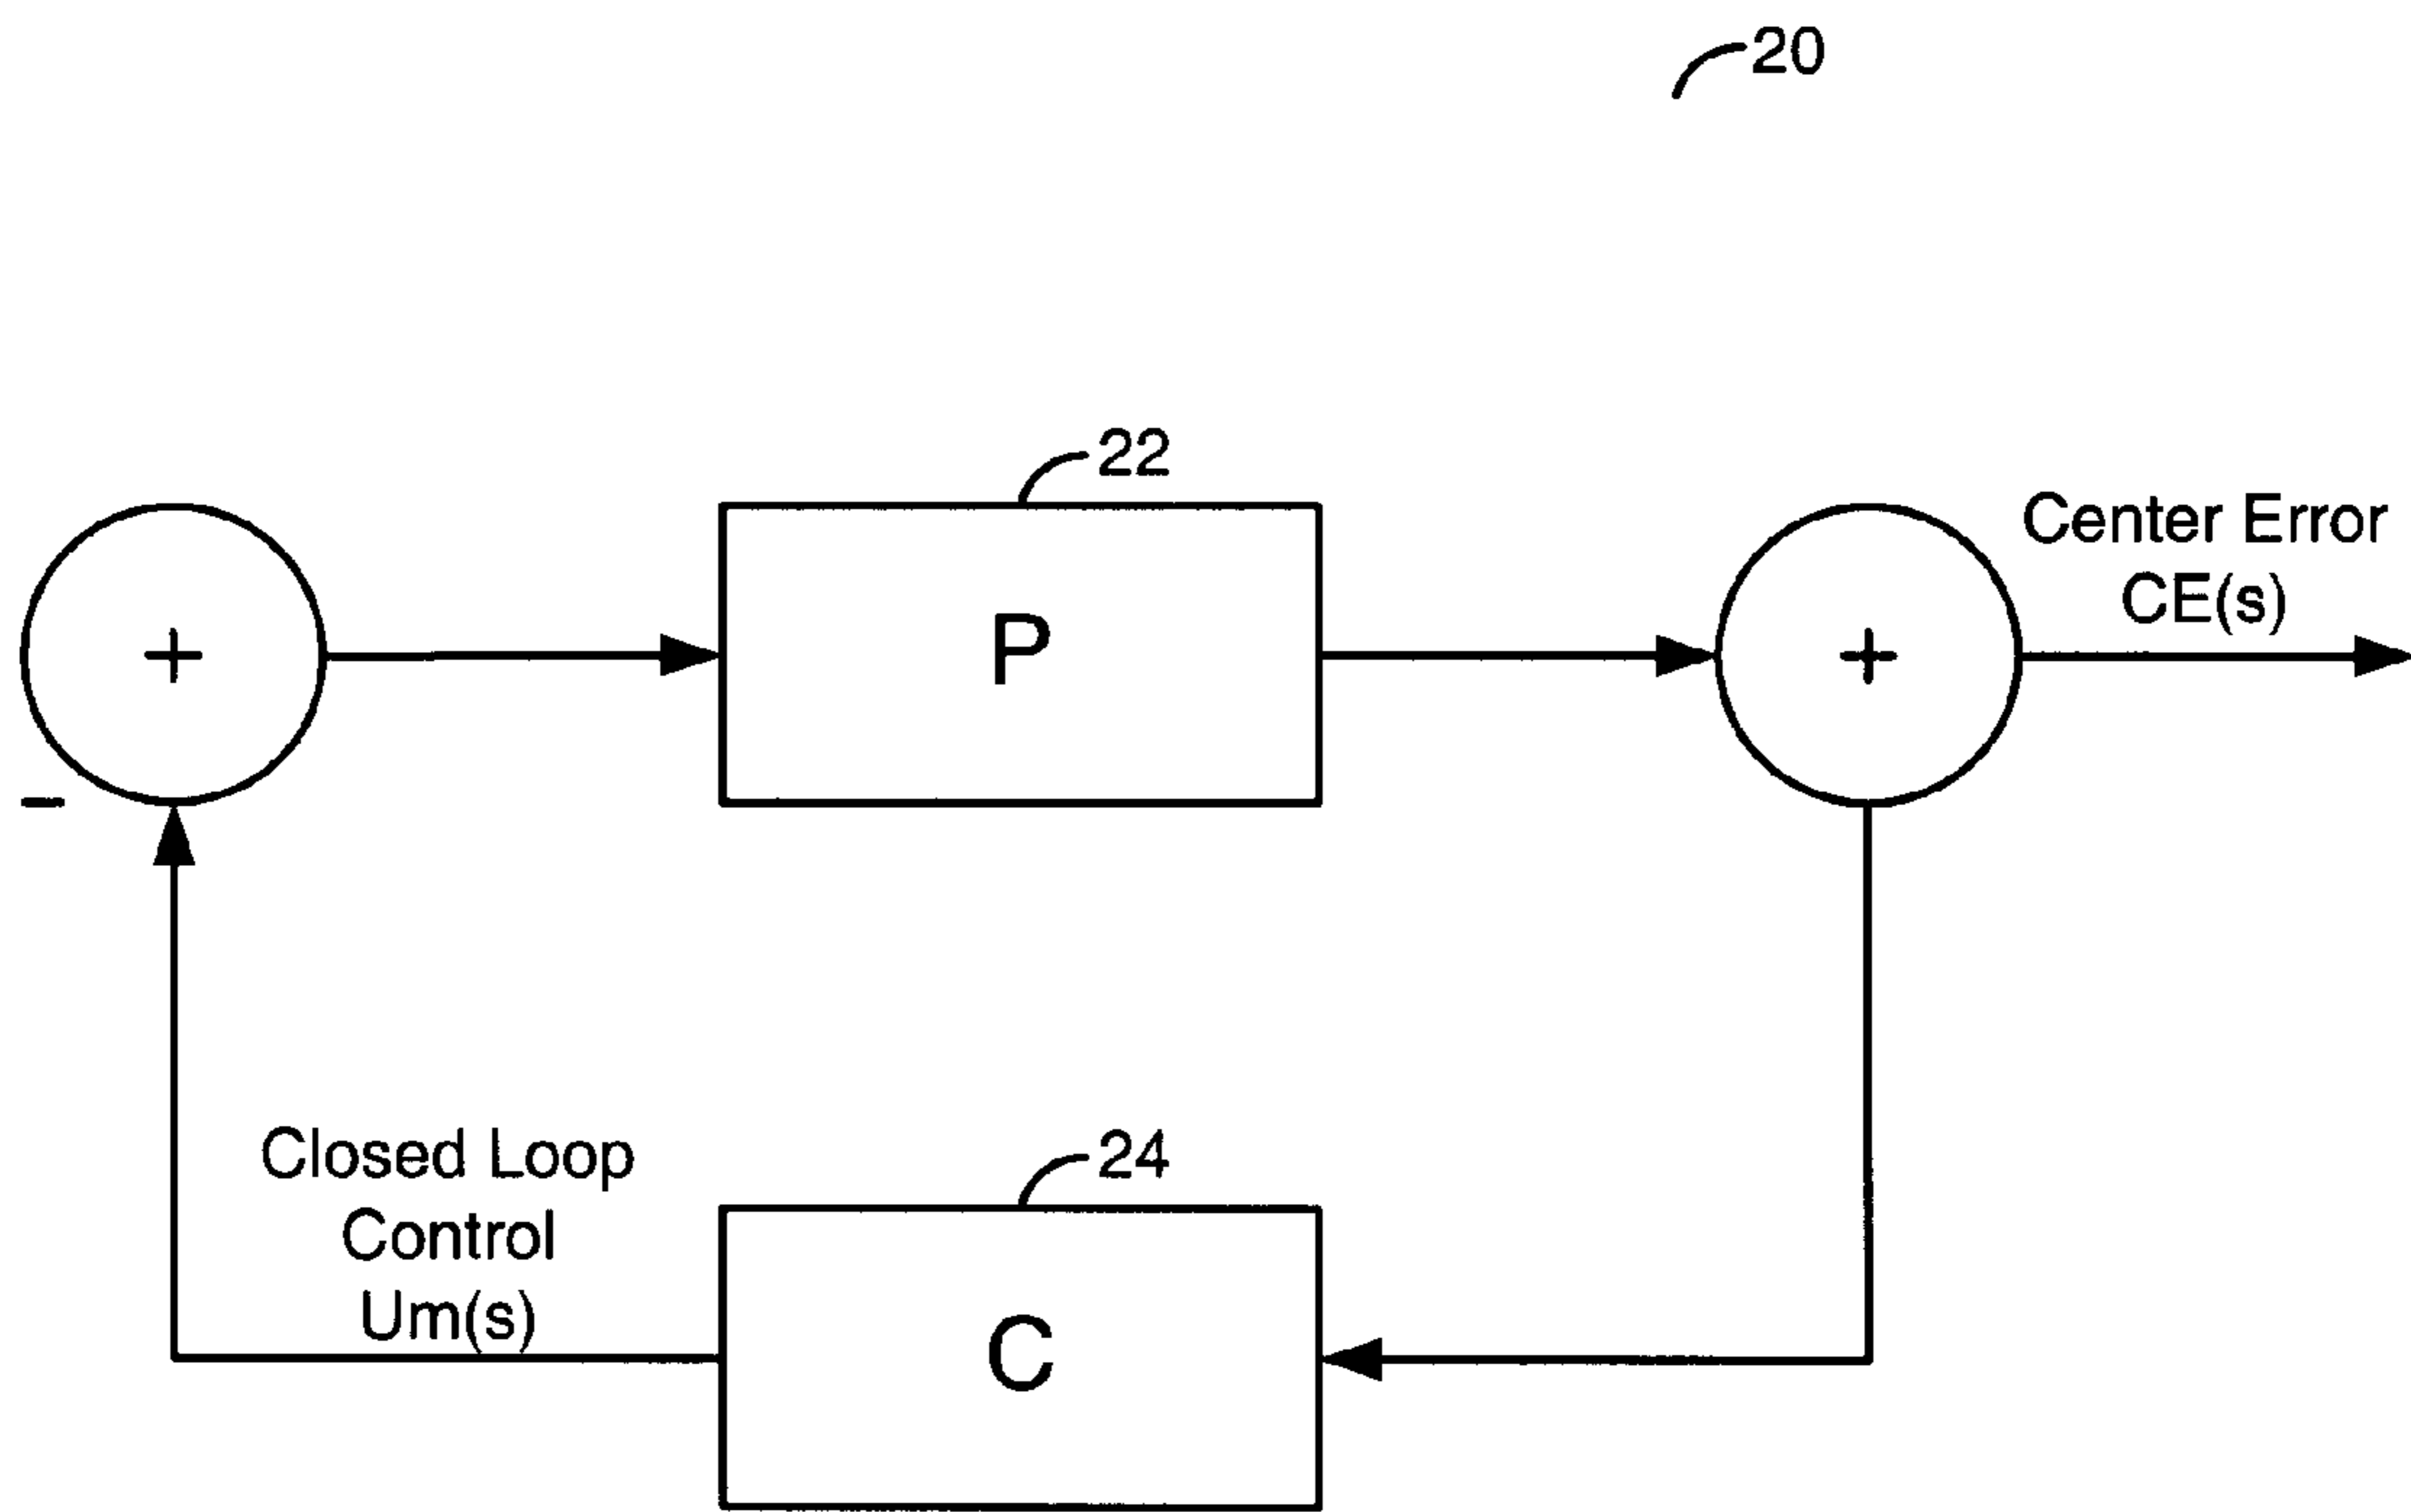 20
22
Center Error
CE(s)
+
P
+
-
Closed Loop
Control
Um(s)
24
C